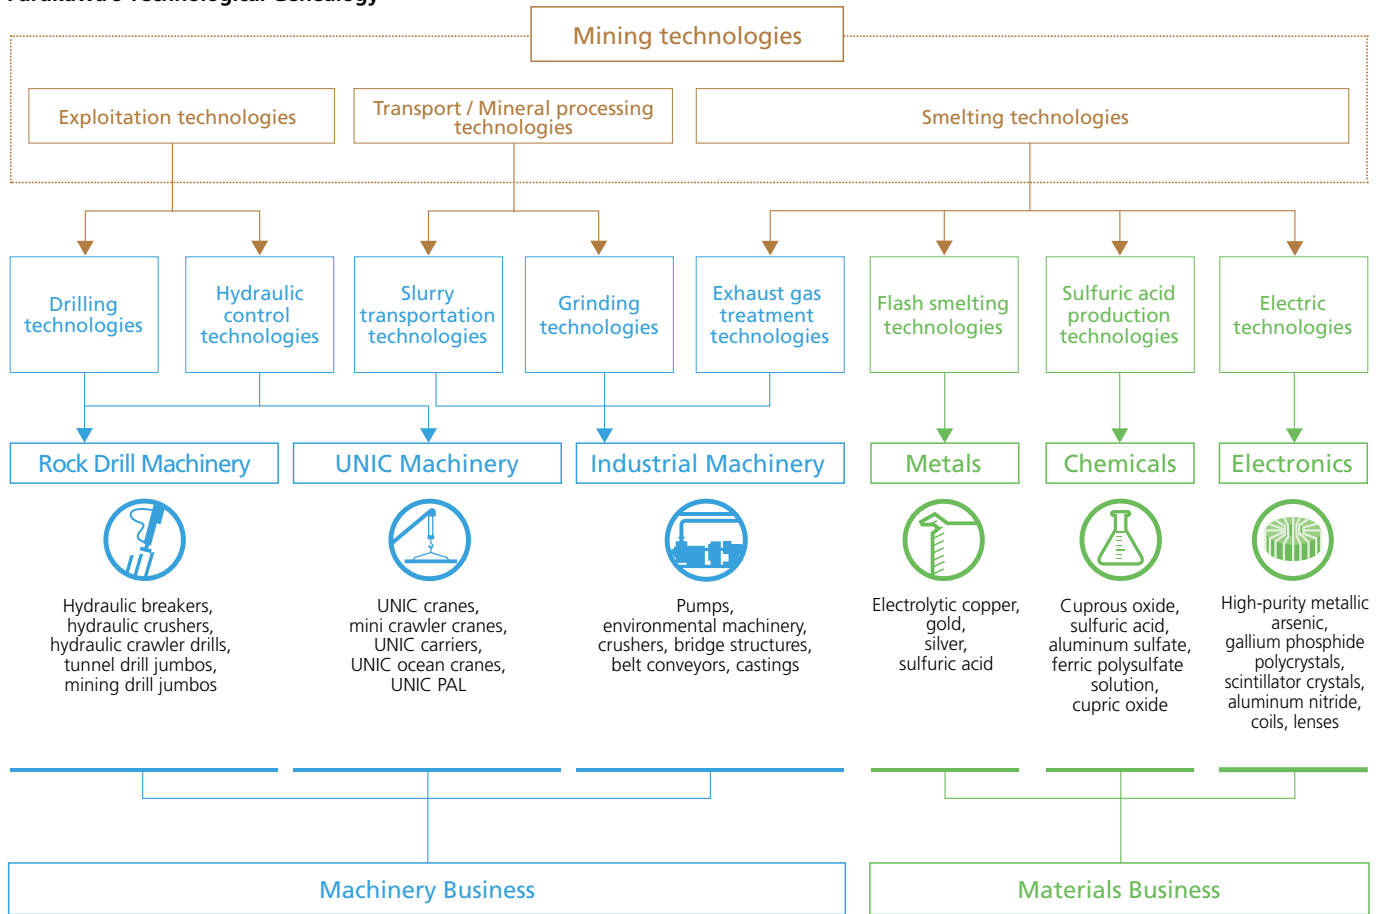 Furukawa's Technological Genealogy
Mining technologies
Exploitation technologies
Transport / Mineral processing
technologies
Smelting technologies
Drilling
technologies
Hydraulic
control
technologies
Slurry
transportation
technologies
Grinding
technologies
Exhaust gas
treatment
technologies
Flash smelting
technologies
Sulfuric acid
production
technologies
Electric
technologies
Rock Drill Machinery
UNIC Machinery
Industrial Machinery
Metals
Chemicals
Electronics
Hydraulic breakers,
hydraulic crushers,
hydraulic crawler drills,
tunnel drill jumbos,
mining drill jumbos
UNIC cranes,
mini crawler cranes,
UNIC carriers,
UNIC ocean cranes,
UNIC PAL
Pumps,
environmental machinery,
crushers, bridge structures,
belt conveyors, castings
Electrolytic copper,
gold,
silver,
sulfuric acid
Cuprous oxide,
sulfuric acid,
aluminum sulfate,
ferric polysulfate
solution,
cupric oxide
High-purity metallic
arsenic,
gallium phosphide
polycrystals,
scintillator crystals,
aluminum nitride,
coils, lenses
Machinery Business
Materials Business